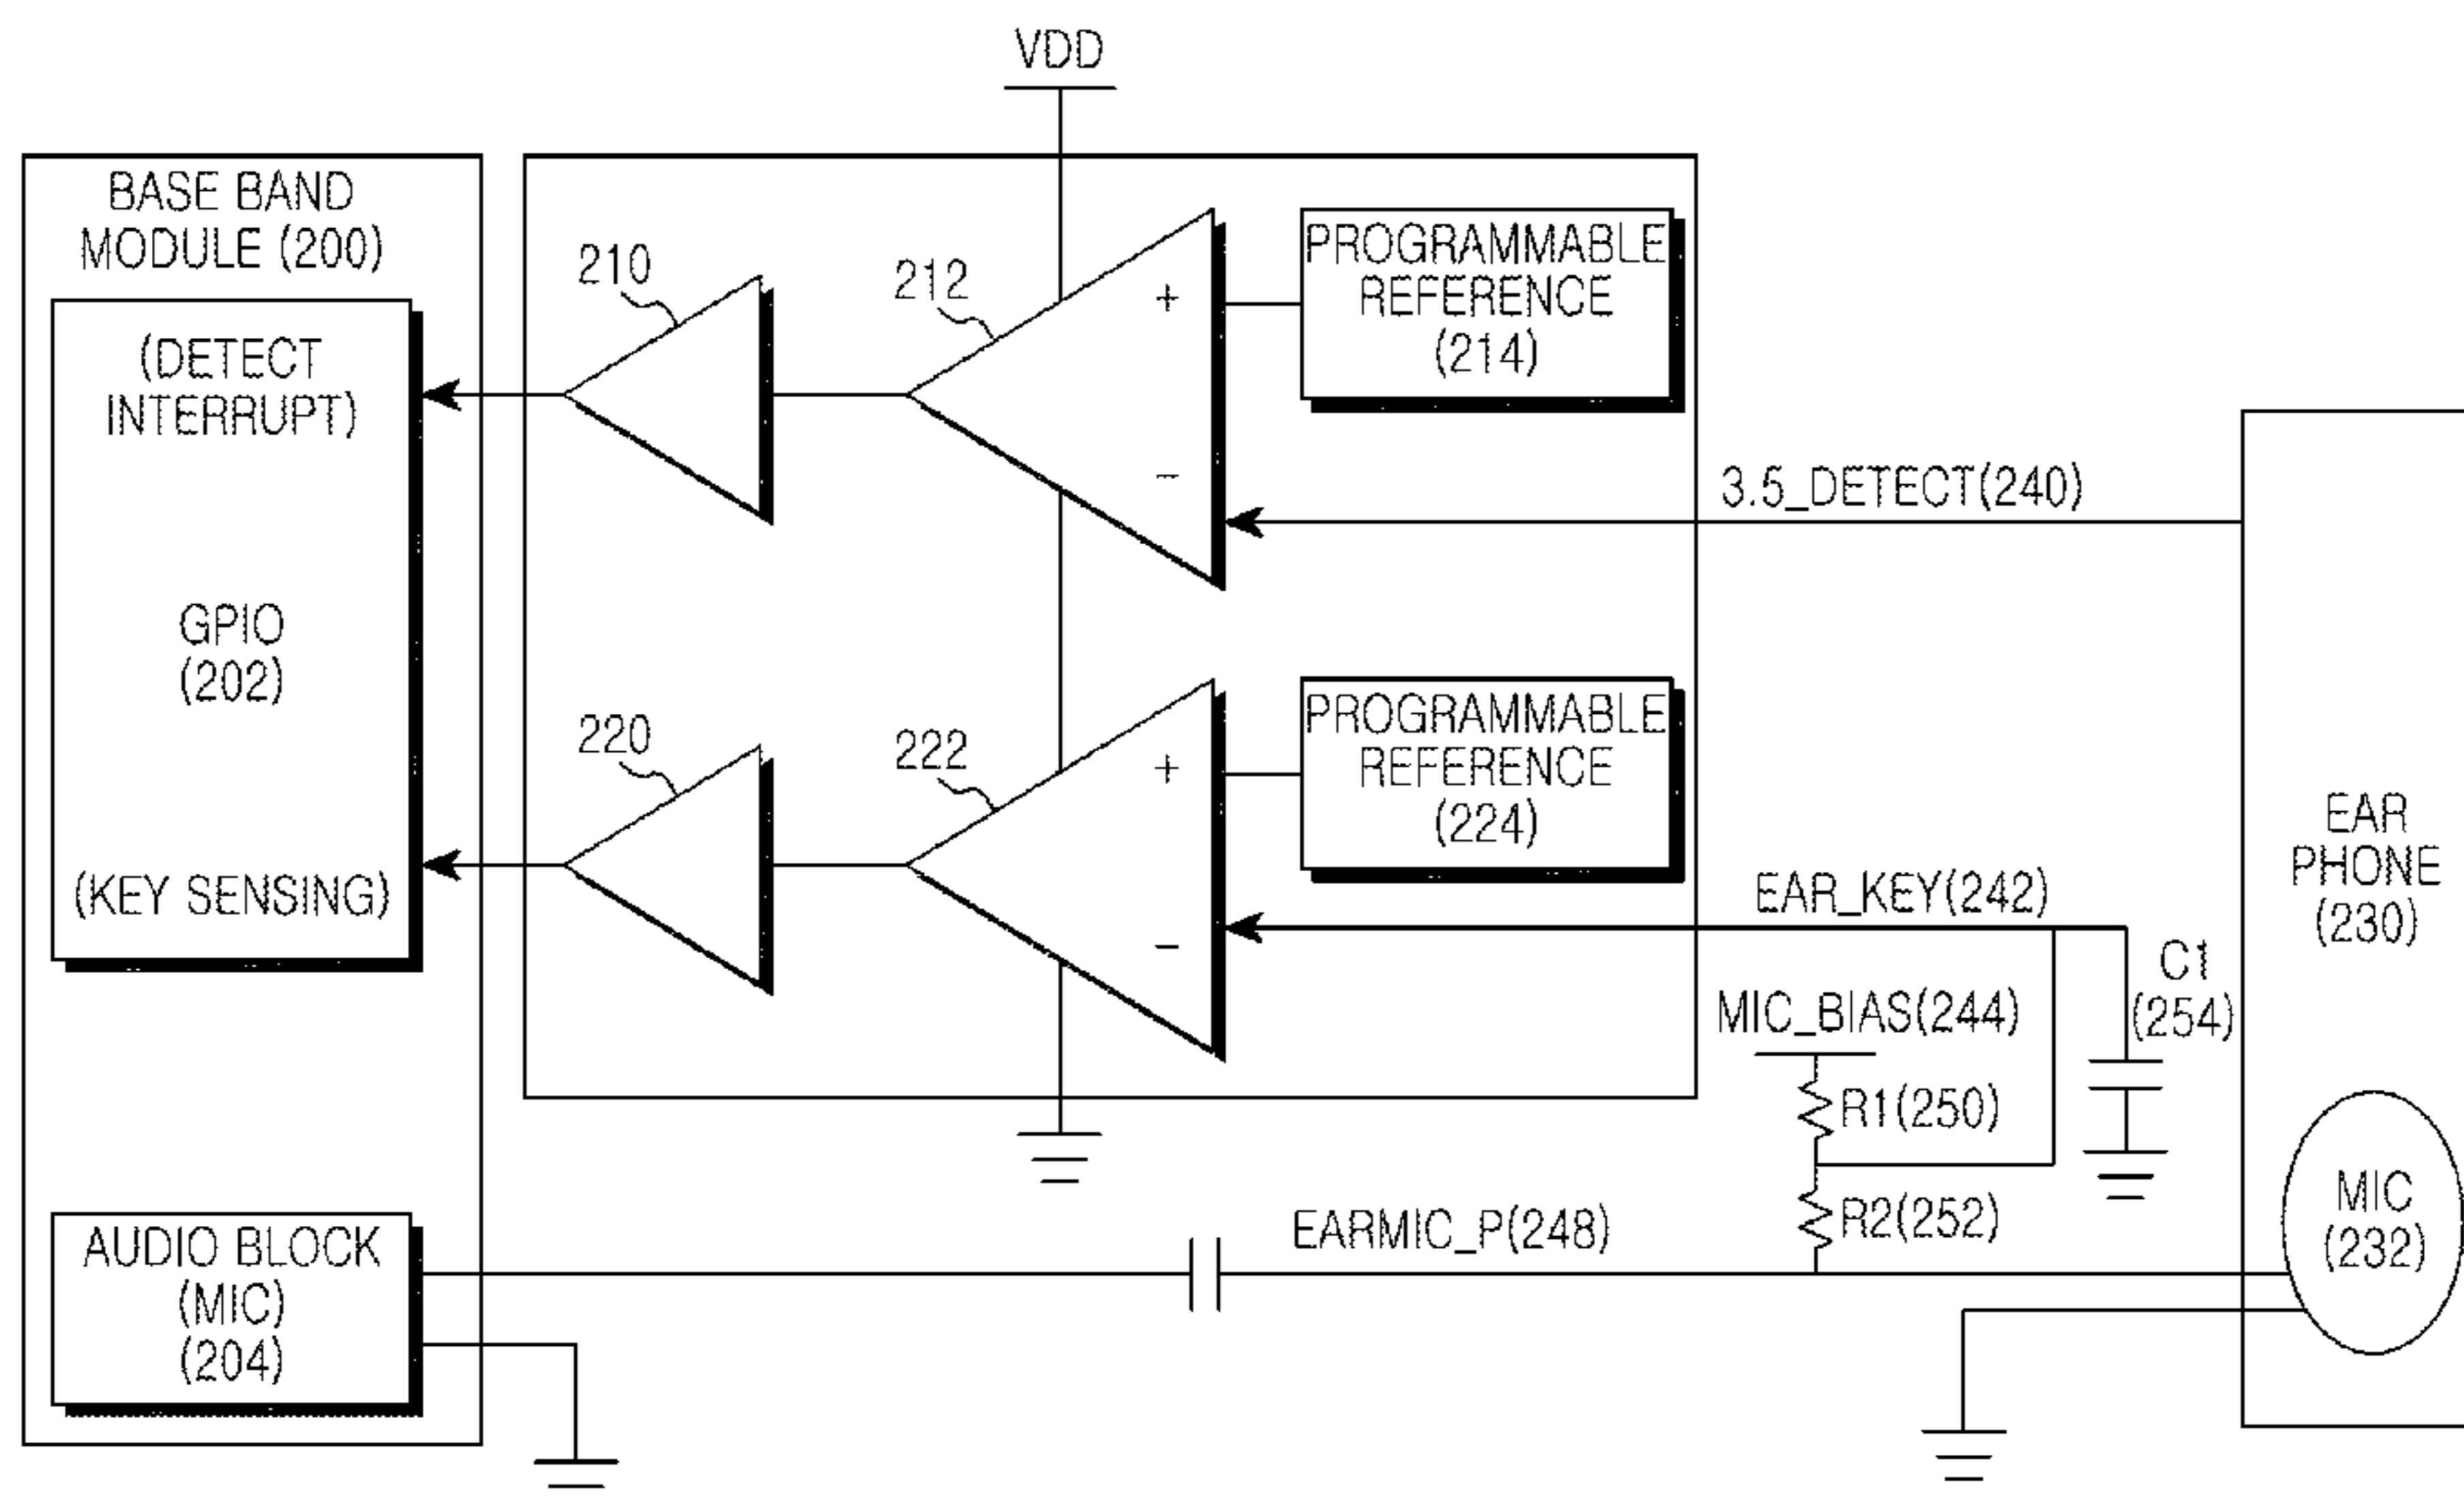 VDD
BASE BAND
MODULE (200)
(DETECT
INTERRUPT)
GPIO
(202)
(KEY SENSING)
AUDIO BLOCK
(MIC)
(204)
210
212
+
−
PROGRAMMABLE
REFERENCE
(214)
3.5_DETECT(240)
220
222
+
−
PROGRAMMABLE
REFERENCE
(224)
EAR_KEY(242)
C1
(254)
MIC_BIAS(244)
R1(250)
R2(252)
EARMIC_P(248)
EAR
PHONE
(230)
MIC
(232)